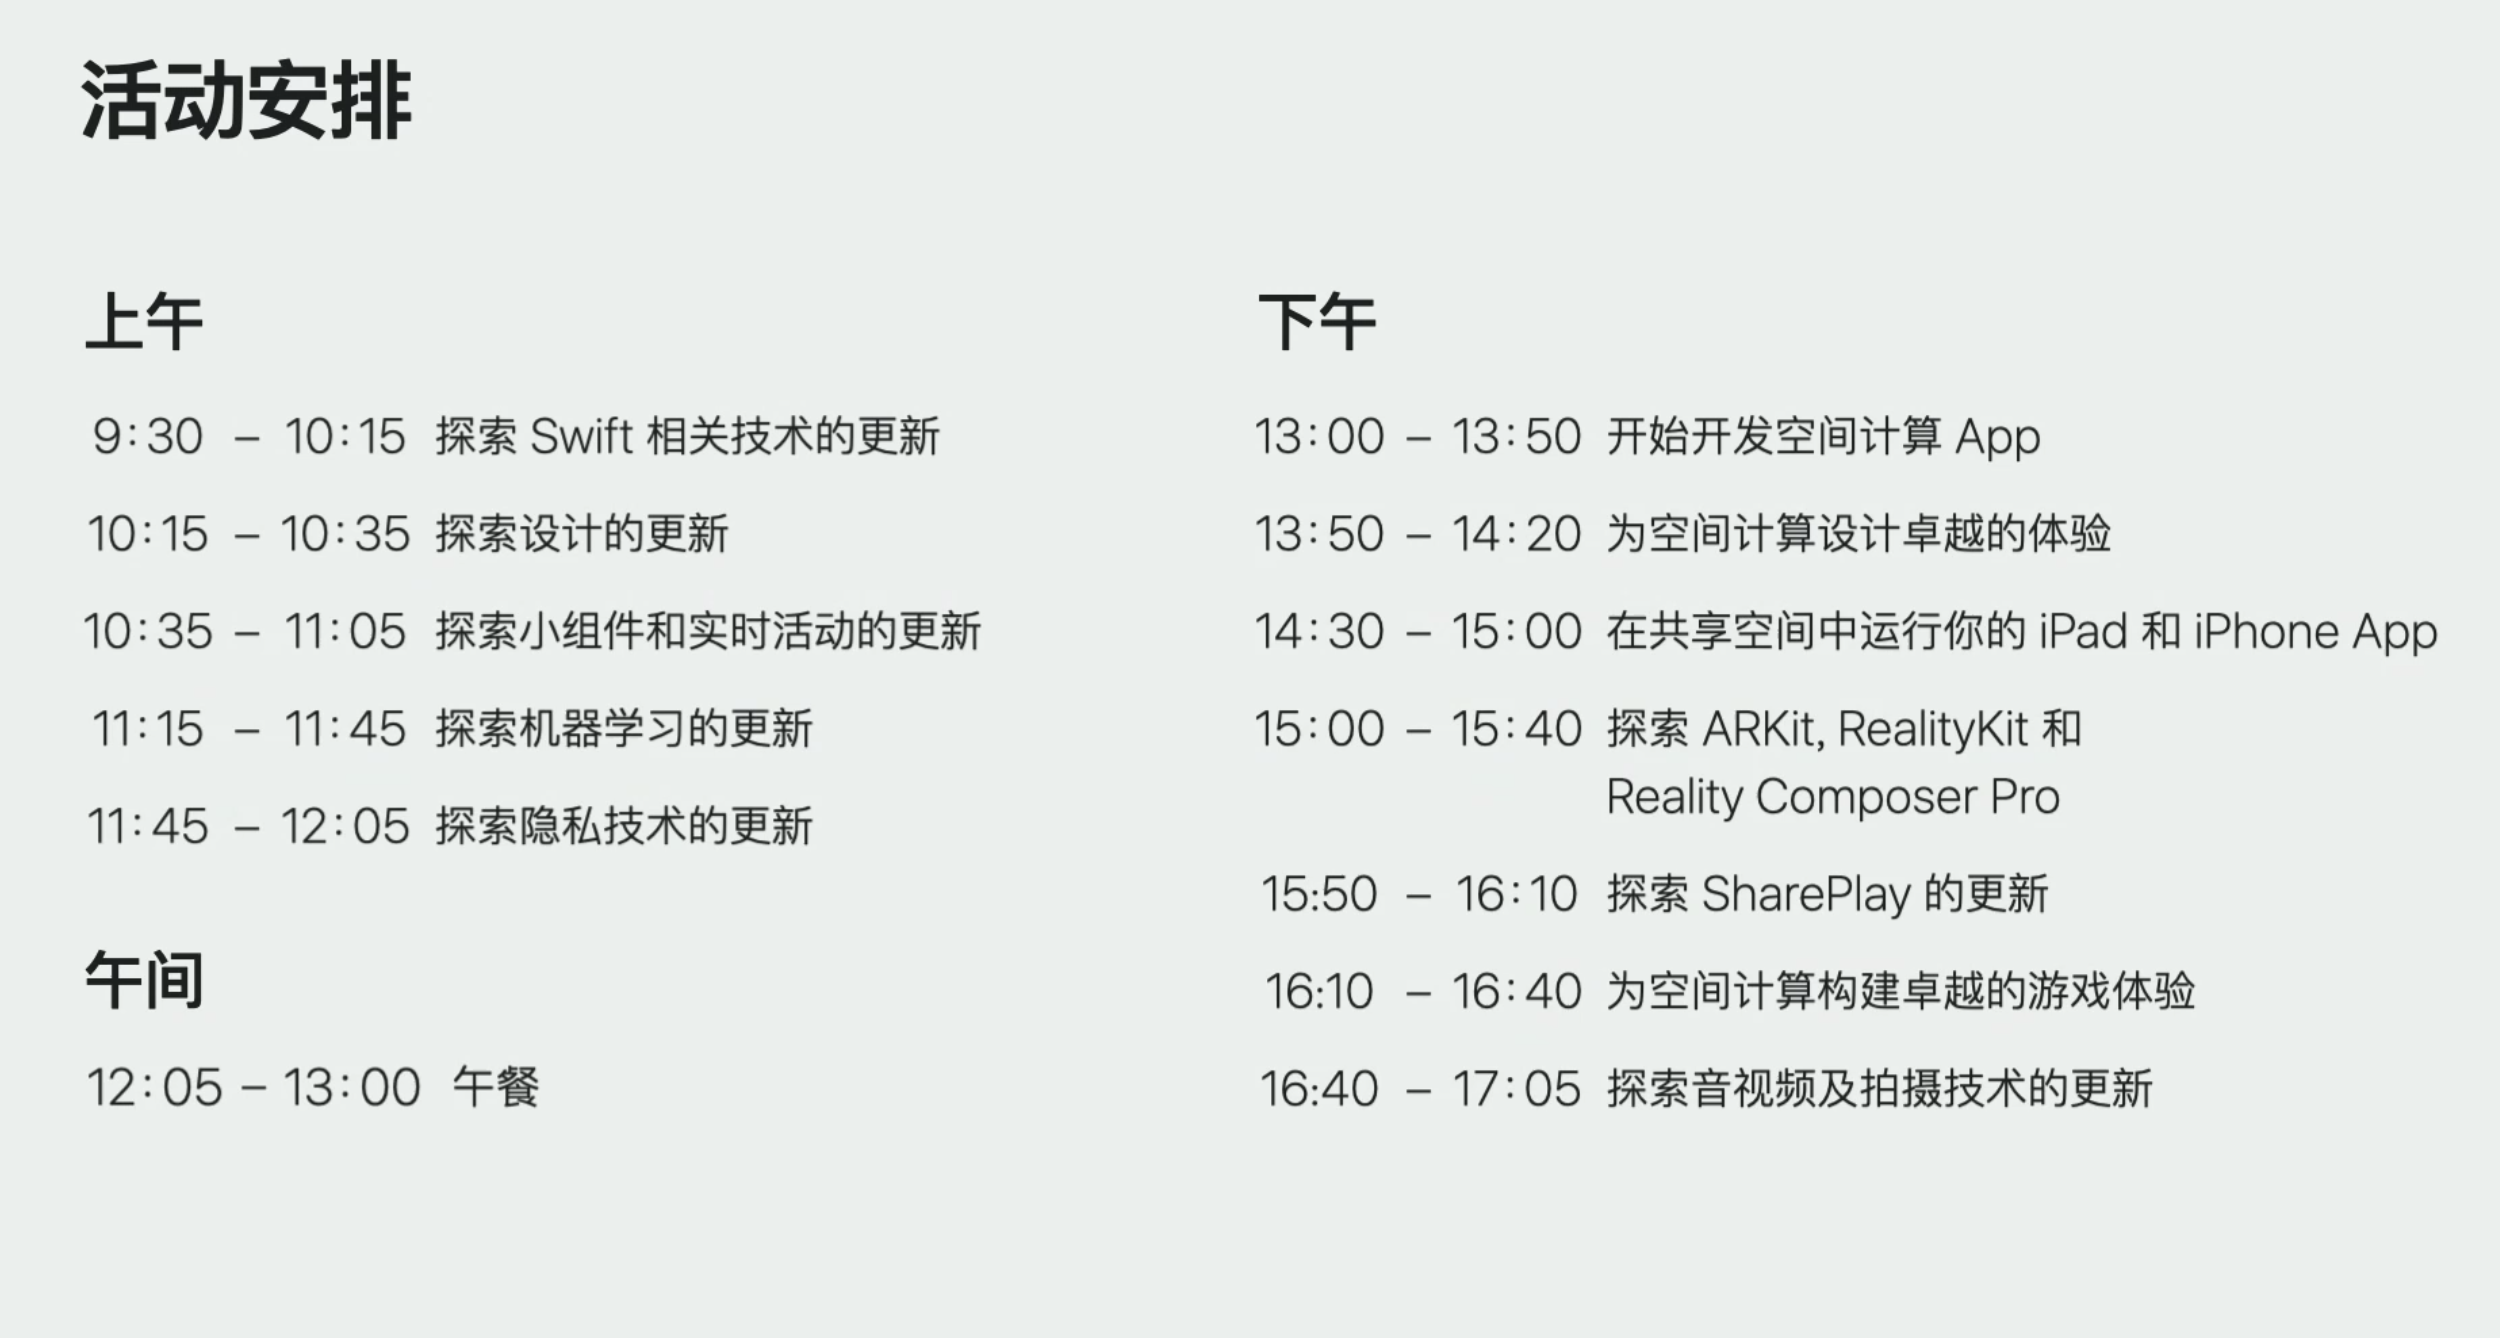 活动安排
上午
9:30 – 10:15 探索 Swift 相关技术的更新
10:15 – 10:35 探索设计的更新
10:35 – 11:05 探索小组件和实时活动的更新
11:15 – 11:45 探索机器学习的更新
11:45 – 12:05 探索隐私技术的更新
午间
12:05 – 13:00 午餐
下午
13:00 – 13:50 开始开发空间计算 App
13:50 – 14:20 为空间计算设计卓越的体验
14:30 – 15:00 在共享空间中运行你的 iPad 和 iPhone App
15:00 – 15:40 探索 ARKit, RealityKit 和
Reality Composer Pro
15:50 – 16:10 探索 SharePlay 的更新
16:10 – 16:40 为空间计算构建卓越的游戏体验
16:40 – 17:05 探索音视频及拍摄技术的更新